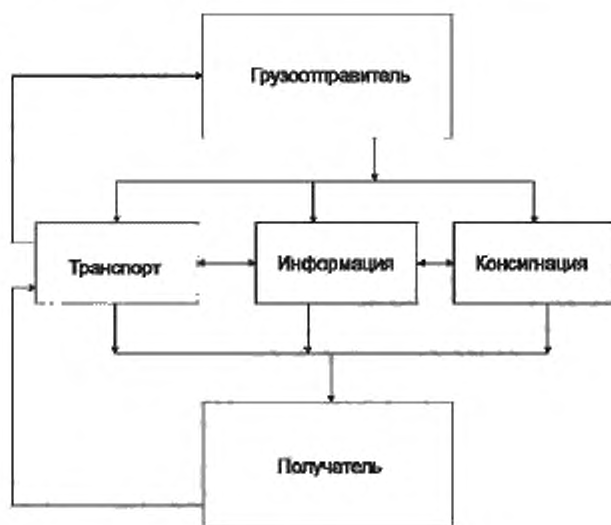 Грузоотправитель
Транспорт
Информация
Консигнация
Получатель